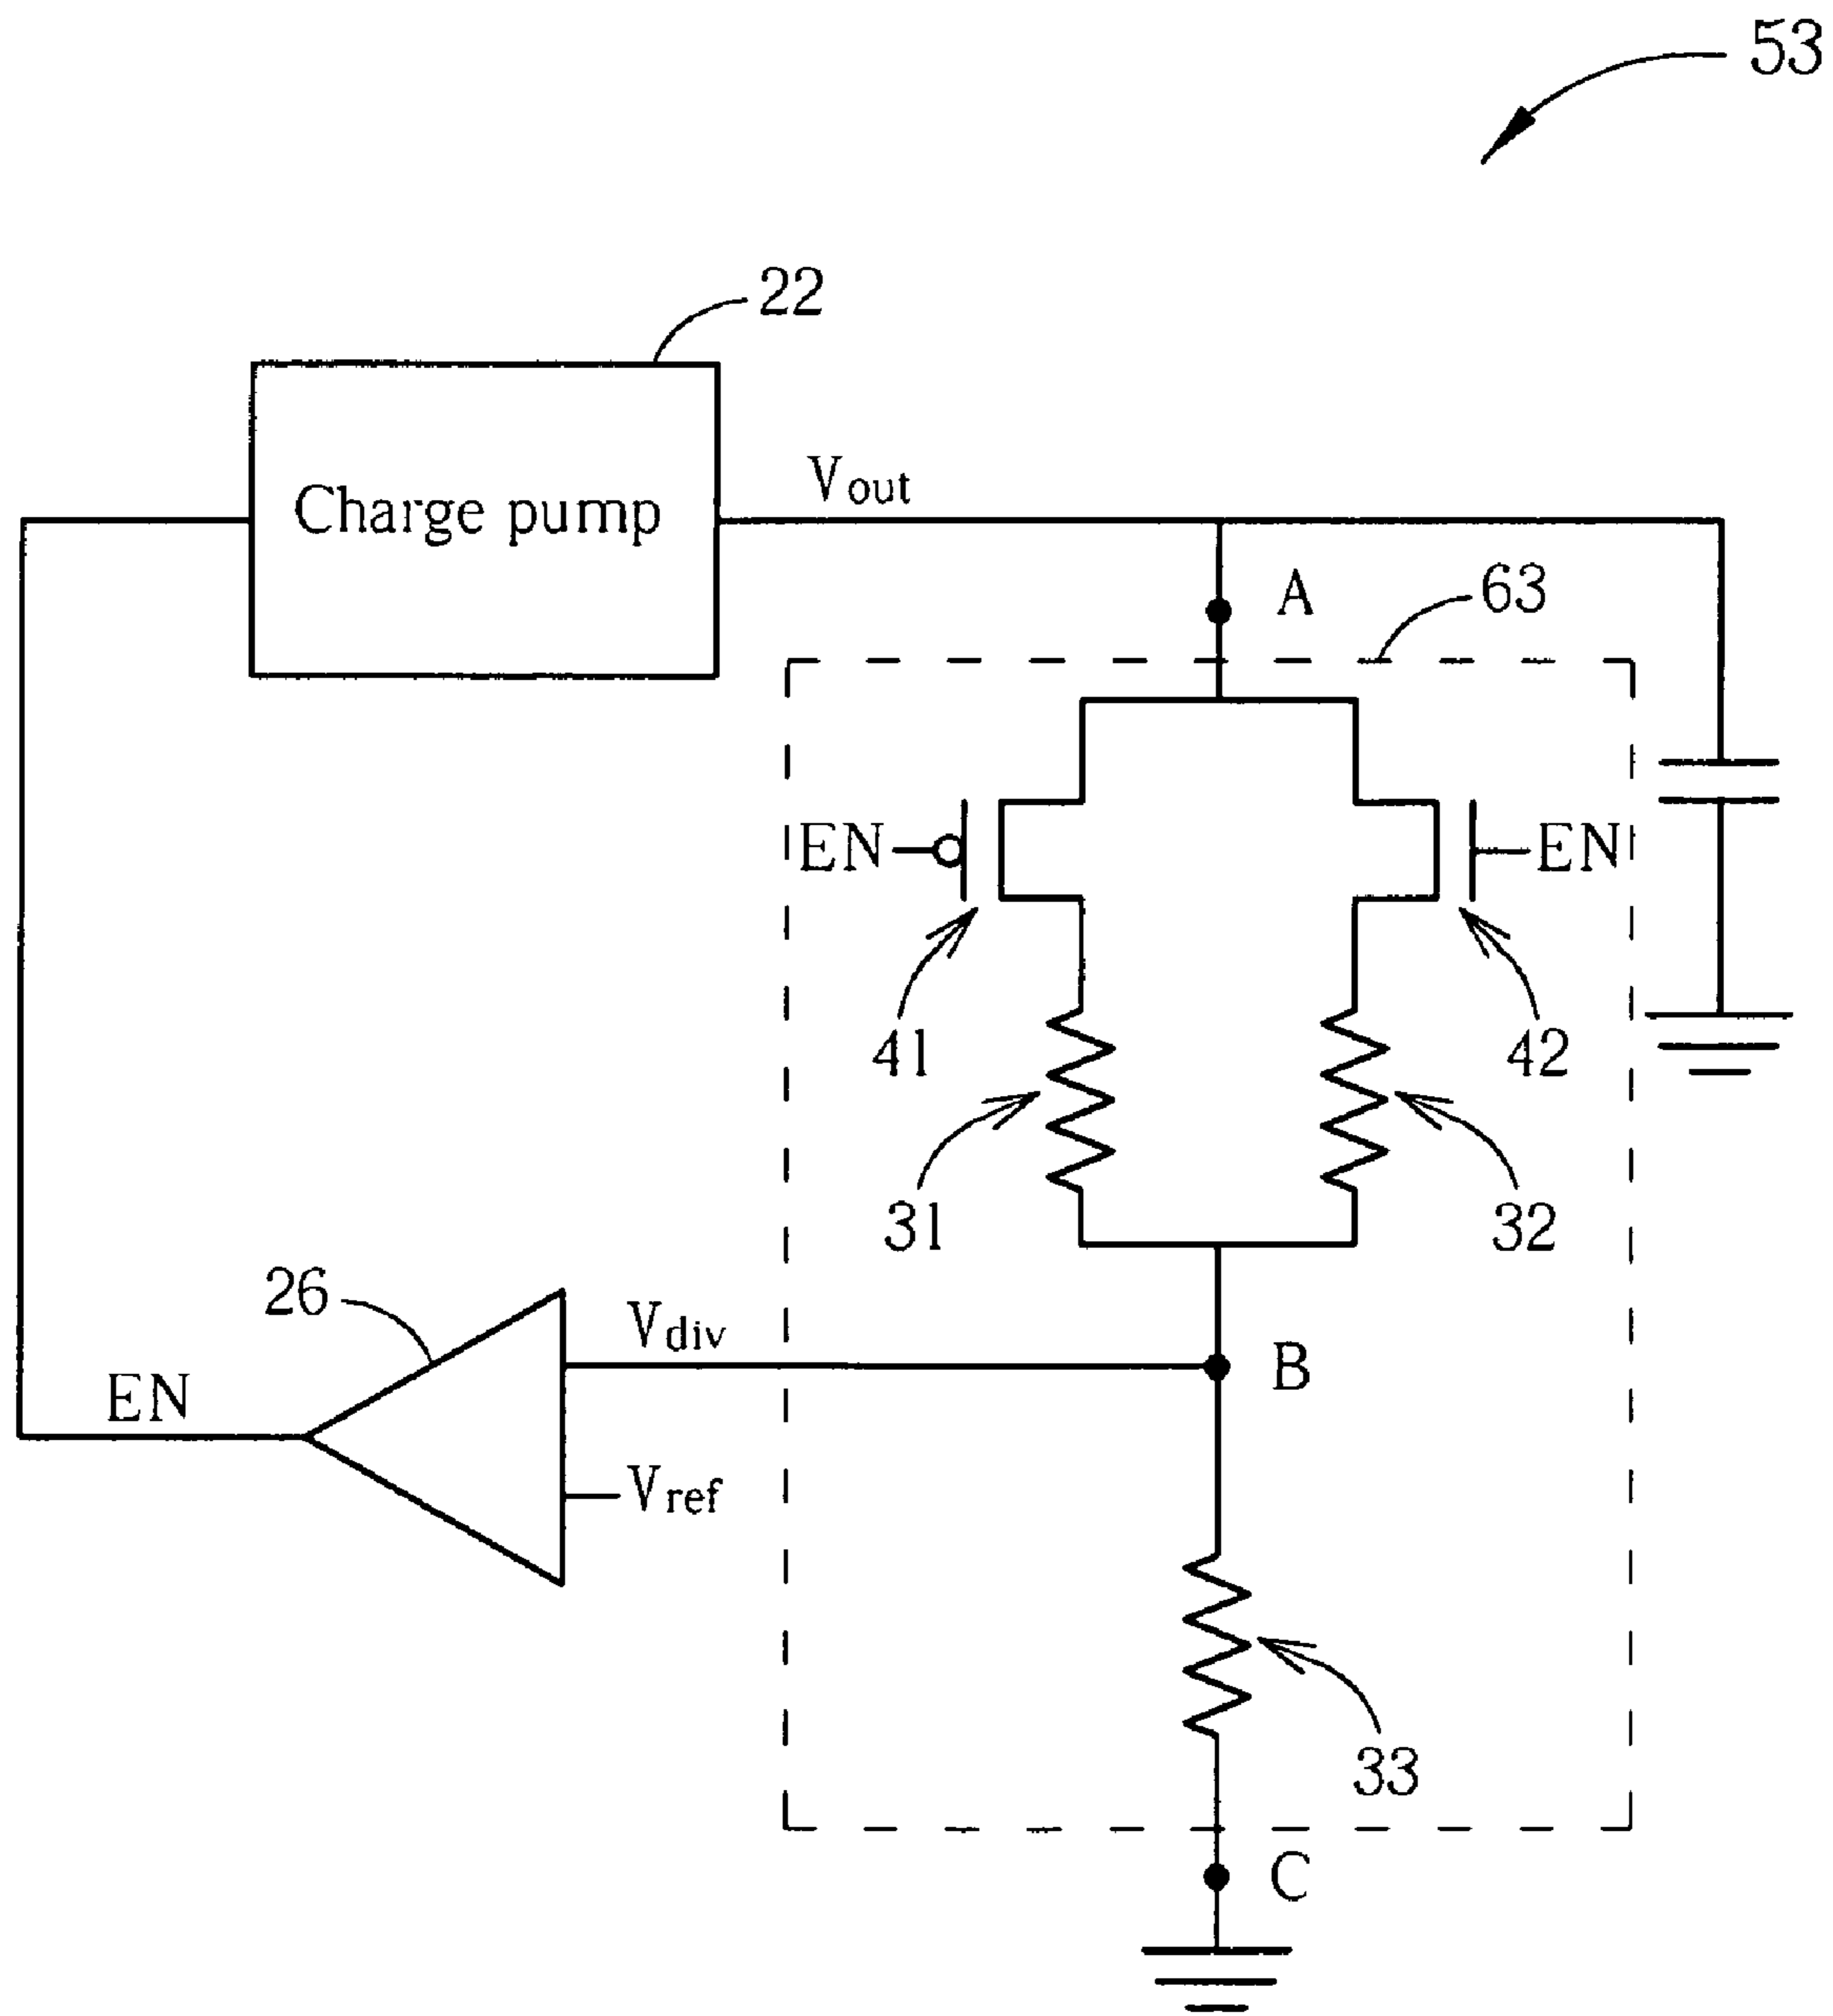 53
22
Charge pump
Vout
A
63
EN
EN
41
42
31
32
26
Vdiv
B
EN
Vref
33
C